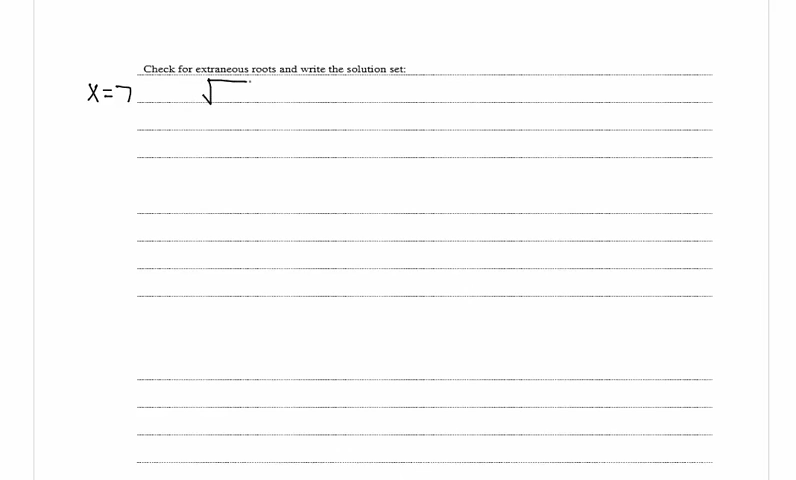 Check for extraneous roots and write the solution set:
x=7 √